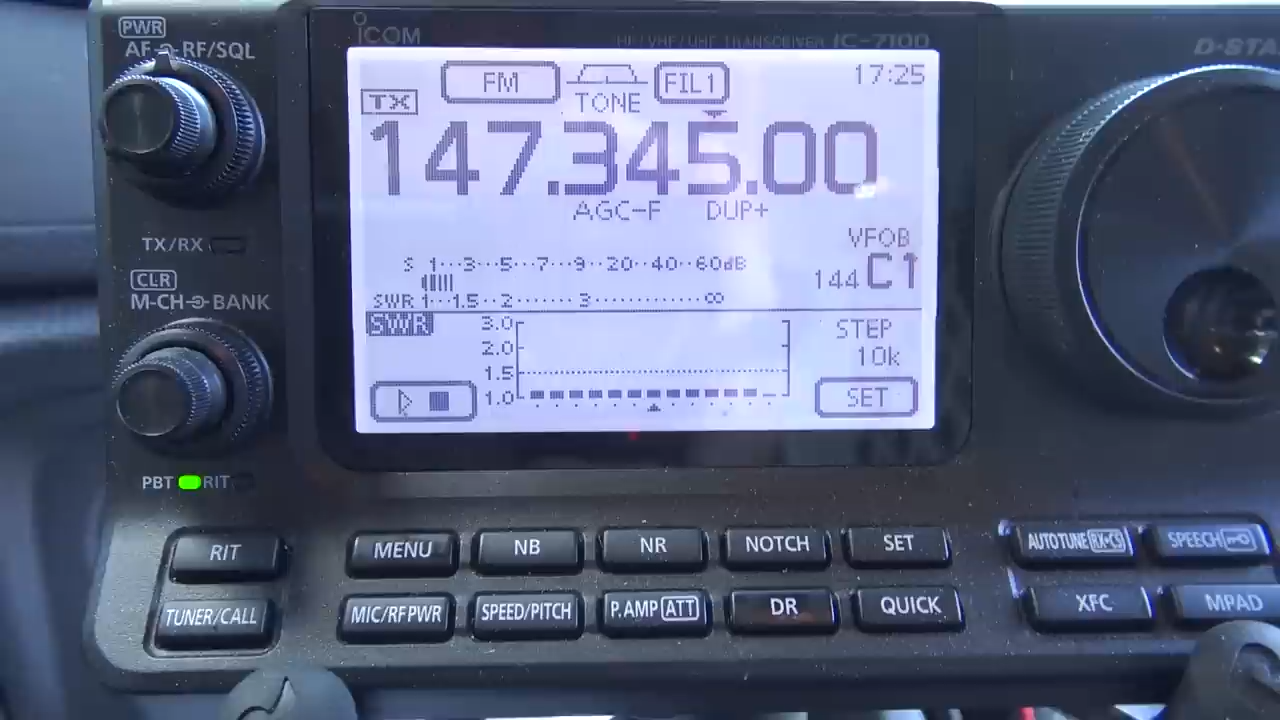 PWR
AF RF/SQL
ICOM
HF/VHF/UHF TRANSCEIVER IC-7100
D-STA
FM
TONE
FIL1
17:25
TX
147.345.00
AGC-F DUP+
TX/RX
VFOB
S 1···3···5···7···9··20··40··60dB
144 C1
CLR
M-CH BANK
SWR 1··1.5··2·······3············∞
SWR
3.0
2.0
1.5
1.0
STEP
10k
SET
PBT RIT
RIT
MENU
NB
NR
NOTCH
SET
AUTOTUNE RX→CS
SPEECH
TUNER/CALL
MIC/RF PWR
SPEED/PITCH
P.AMP ATT
DR
QUICK
XFC
MPAD